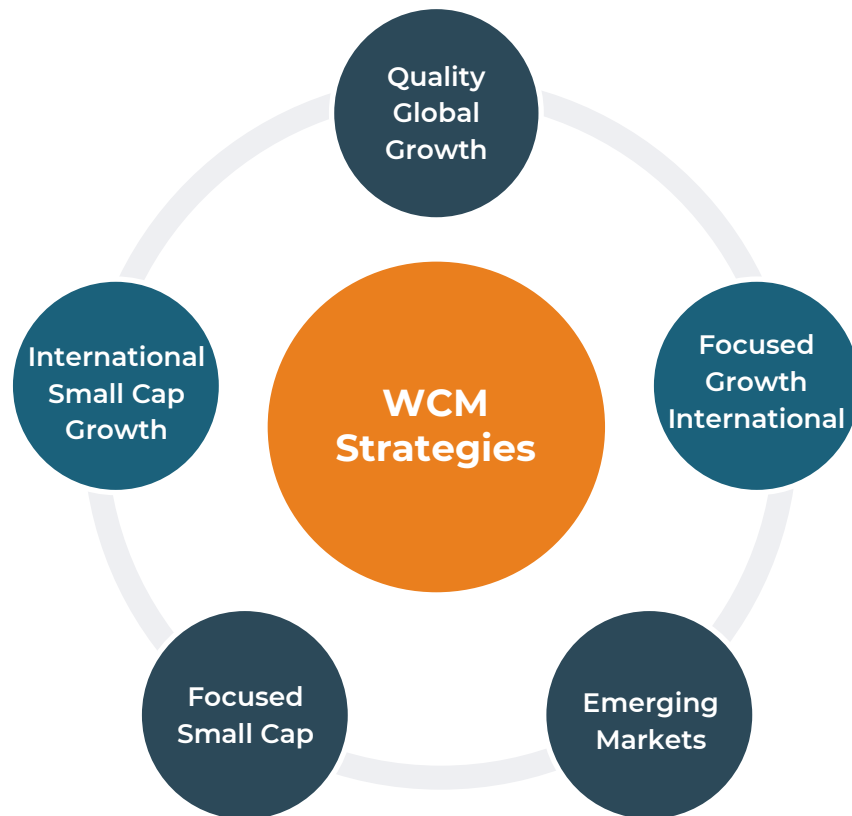 Quality
Global
Growth
International
Small Cap
Growth
WCM
Strategies
Focused
Growth
International
Focused
Small Cap
Emerging
Markets